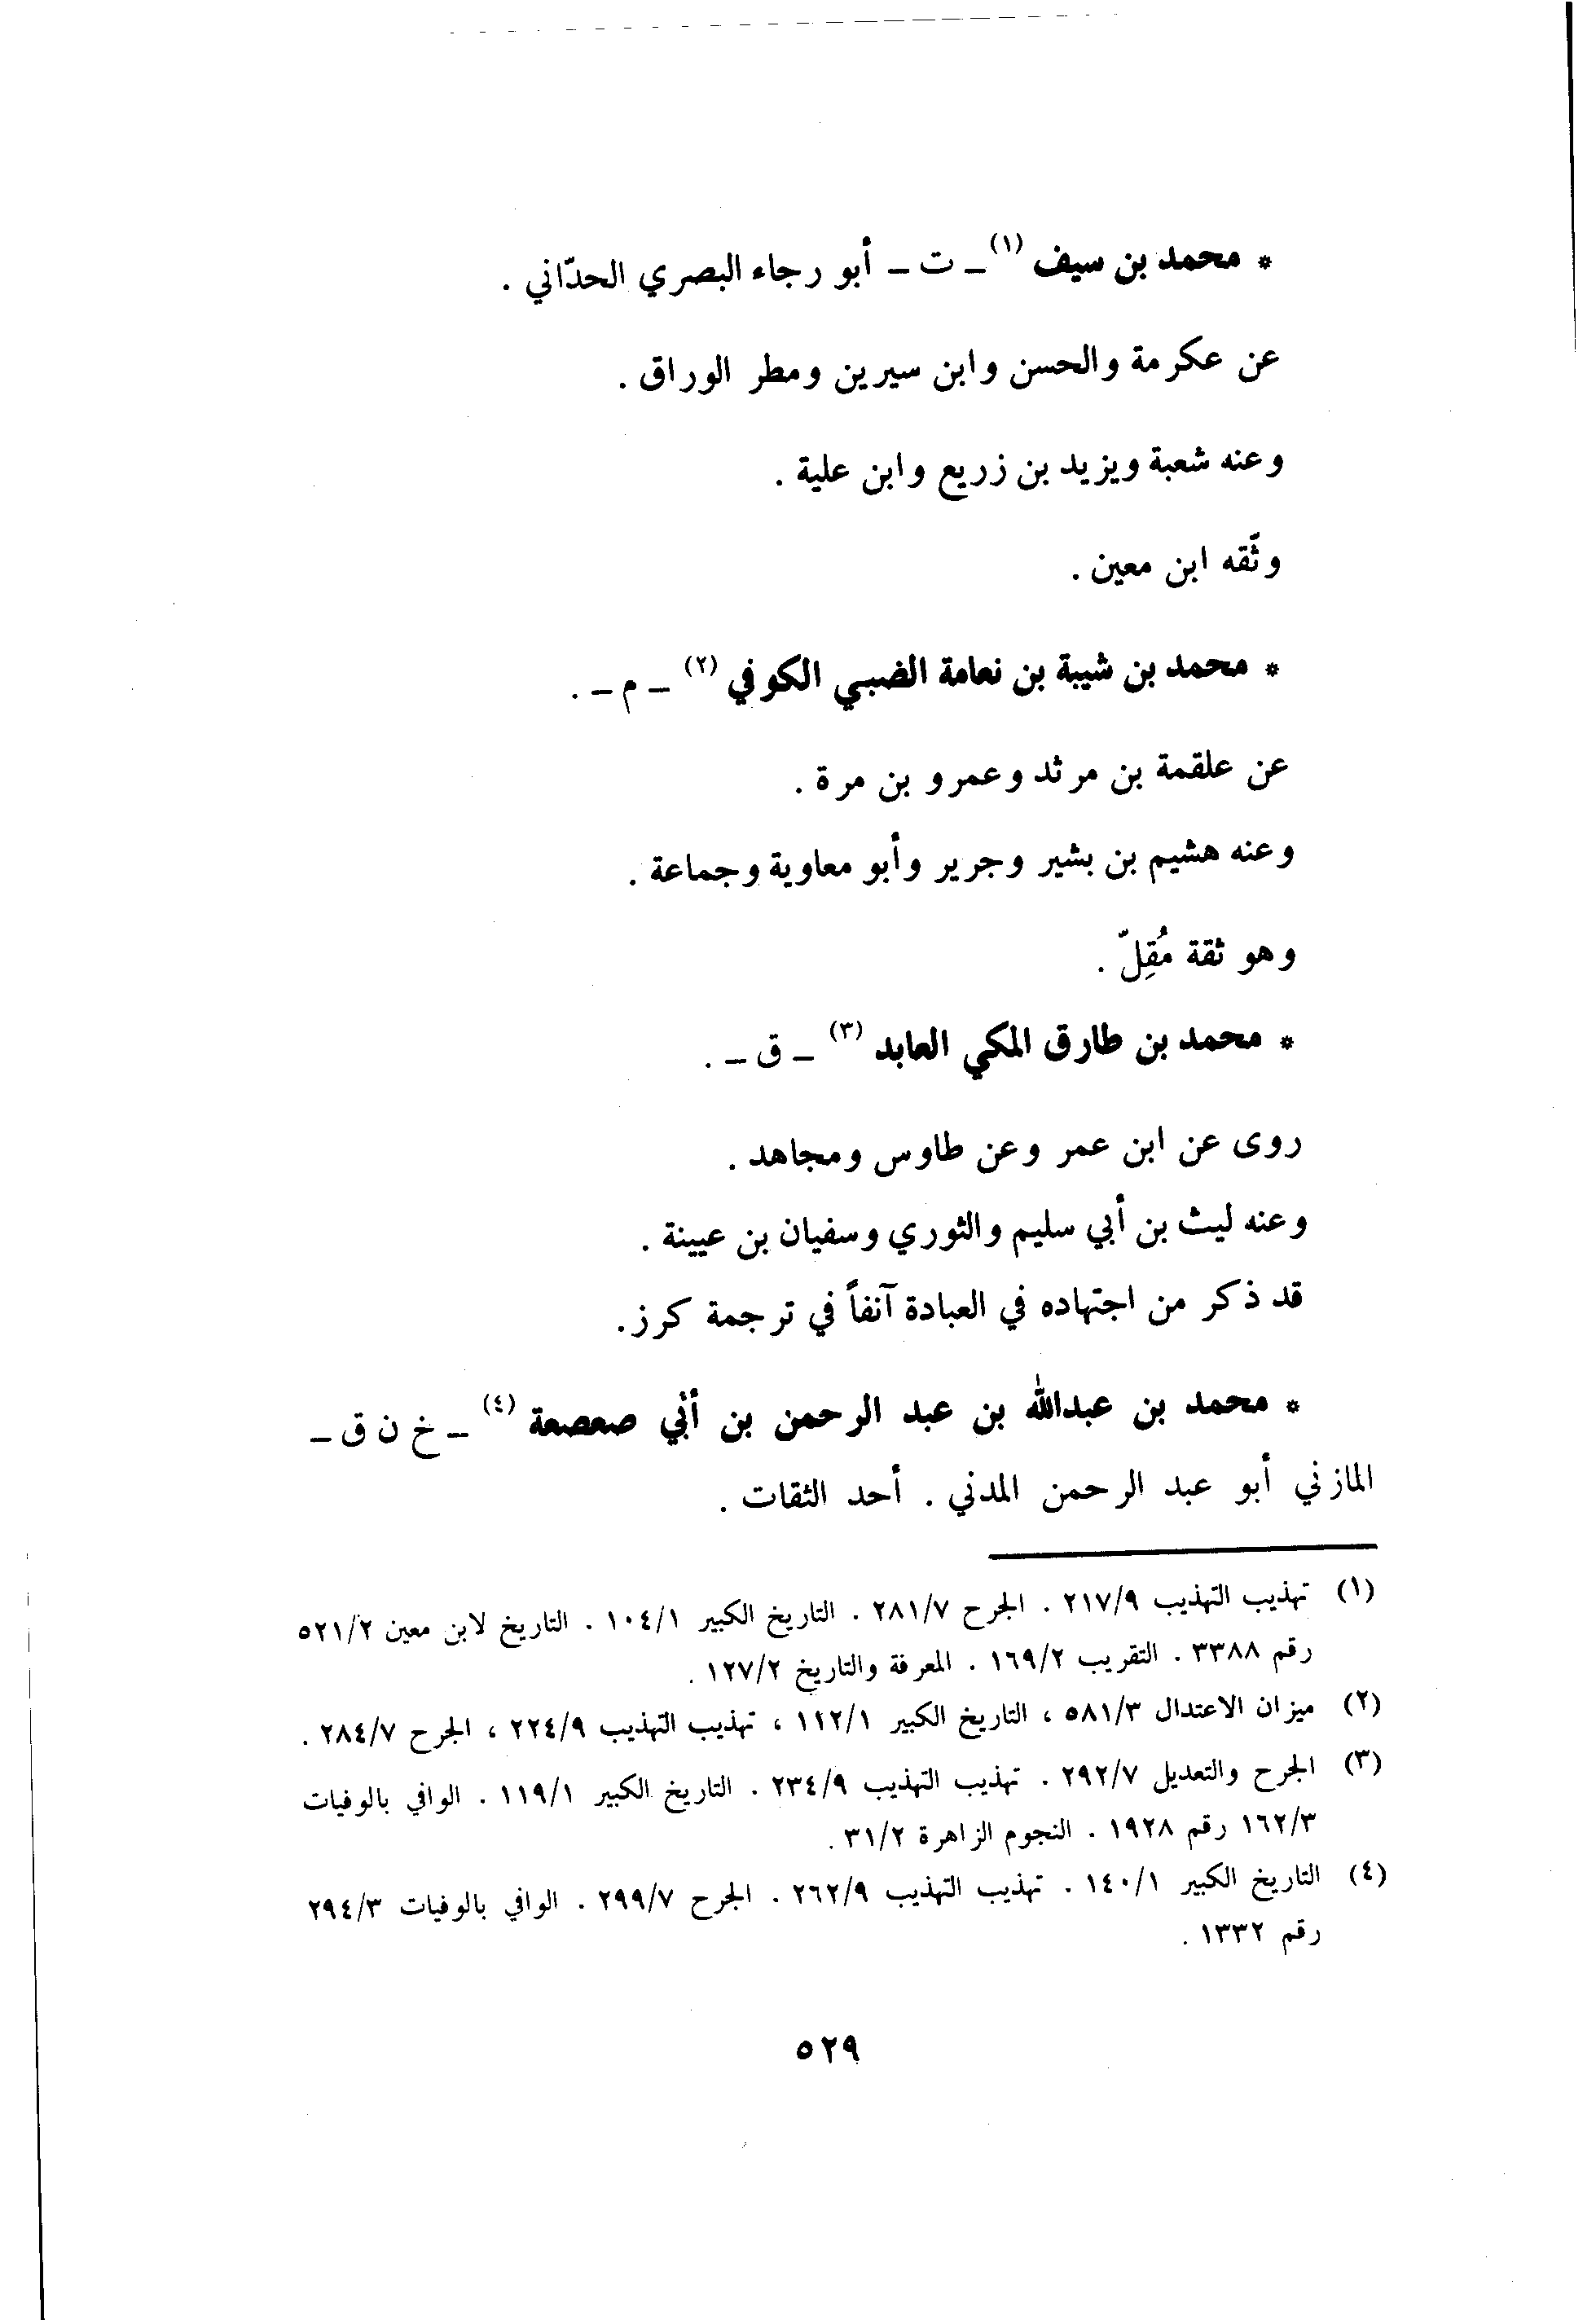 * محمد بن سيف (١) ـ ت ـ أبو رجاء البصري الحدّاني .
عن عكرمة والحسن وابن سيرين ومطر الوراق .
وعنه شعبة ويزيد بن زريع وابن علية .
وثّقه ابن معين .
* محمد بن شيبة بن نعامة الضبي الكوفي (٢) ـ م ـ .
عن علقمة بن مرثد وعمرو بن مرة .
وعنه هشيم بن بشير وجرير وأبو معاوية وجماعة .
وهو ثقة مُقِلّ .
* محمد بن طارق المكي العابد (٣) ـ ق ـ .
روى عن ابن عمر وعن طاوس ومجاهد .
وعنه ليث بن أبي سليم والثوري وسفيان بن عيينة .
قد ذكر من اجتهاده في العبادة آنفاً في ترجمة كرز.
* محمد بن عبدالله بن عبد الرحمن بن أبي صعصعة (٤) ـ خ ن ق ـ
المازني أبو عبد الرحمن المدني . أحد الثقات .
(١) تهذيب التهذيب ٢١٧/٩ . الجرح ٢٨١/٧ . التاريخ الكبير ١٠٤/١ . التاريخ لابن معين ٥٢١/٢
رقم ٣٣٨٨ . التقريب ١٦٩/٢ . المعرفة والتاريخ ١٢٧/٢ .
(٢) ميزان الاعتدال ٥٨١/٣ ، التاريخ الكبير ١١٢/١ ، تهذيب التهذيب ٢٢٤/٩ ، الجرح ٢٨٤/٧ .
(٣) الجرح والتعديل ٢٩٢/٧ . تهذيب التهذيب ٢٣٤/٩ . التاريخ الكبير ١١٩/١ . الوافي بالوفيات
١٦٢/٣ رقم ١٩٢٨ . النجوم الزاهرة ٣١/٢ .
(٤) التاريخ الكبير ١٤٠/١ . تهذيب التهذيب ٢٦٢/٩ . الجرح ٢٩٩/٧ . الوافي بالوفيات ٢٩٤/٣
رقم ١٣٣٢ .
٥٢٩